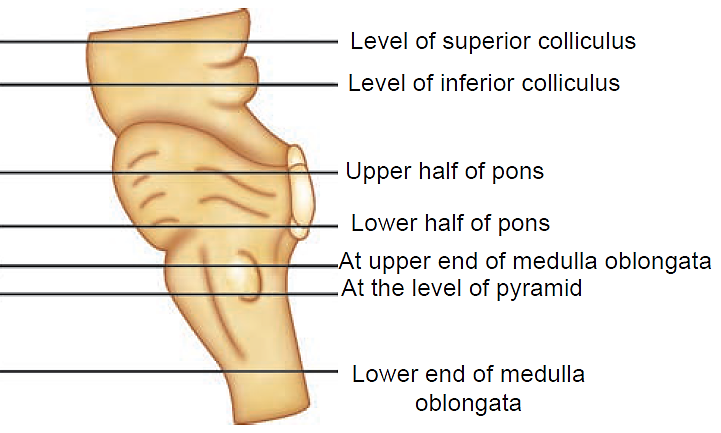 Level of superior colliculus
Level of inferior colliculus
Upper half of pons
Lower half of pons
At upper end of medulla oblongata
At the level of pyramid
Lower end of medulla
oblongata